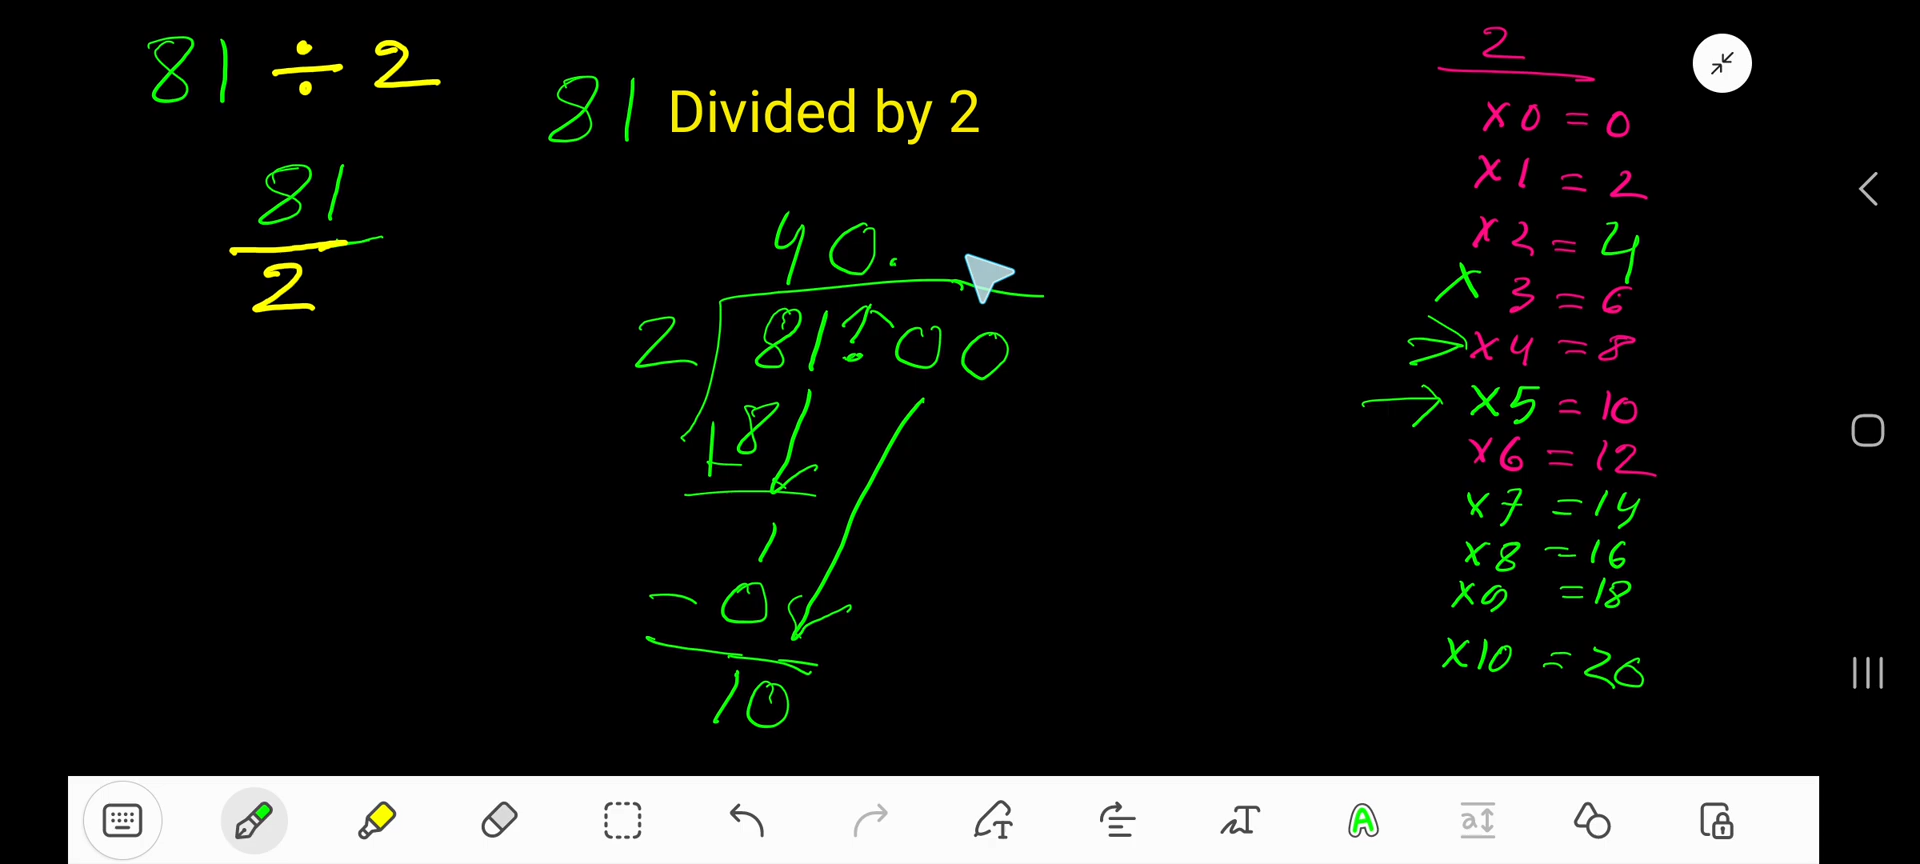 81 ÷ 2
81 Divided by 2
81
2
40.
2 81.00
- 8
1
- 0
10
2
x0 = 0
x1 = 2
x2 = 4
x 3 = 6
> x4 = 8
→ x5 = 10
x6 = 12
x7 = 14
x8 = 16
x9 = 18
x10 = 20